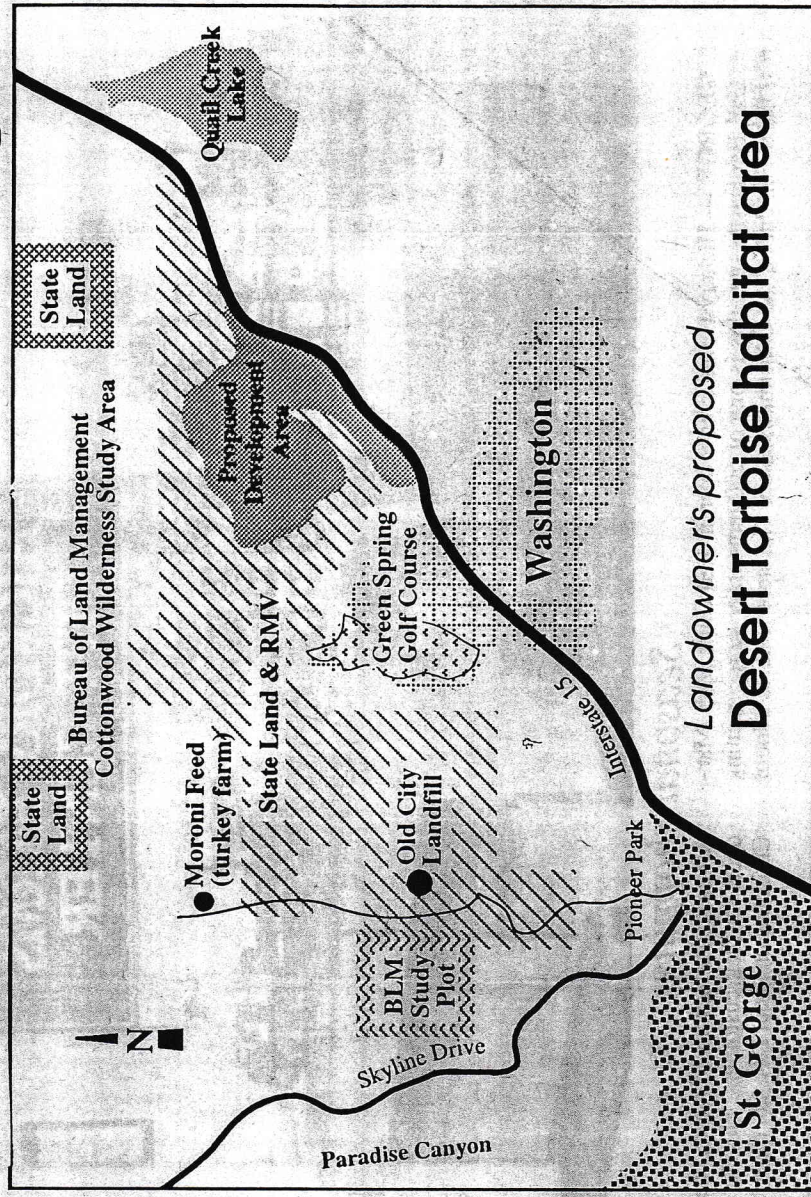 State
Land
Bureau of Land Management
Cottonwood Wilderness Study Area
State
Land
Quail Creek
Lake
N
Moroni Feed
(turkey farm)
State Land & RMV
Proposed
Development
Area
BLM
Study
Plot
Old City
Landfill
Green Spring
Golf Course
Skyline Drive
Paradise Canyon
Washington
Interstate 15
Pioneer Park
St. George
Landowner's proposed
Desert Tortoise habitat area